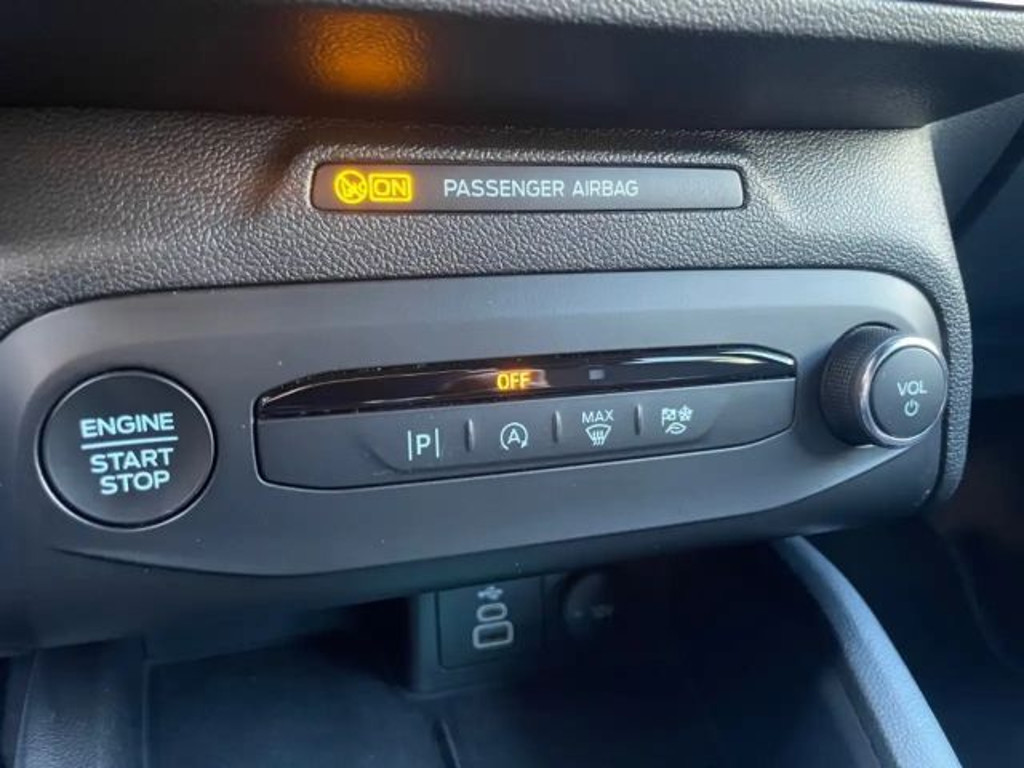 ON PASSENGER AIRBAG
OFF
ENGINE
START
STOP
P
A
MAX
VOL